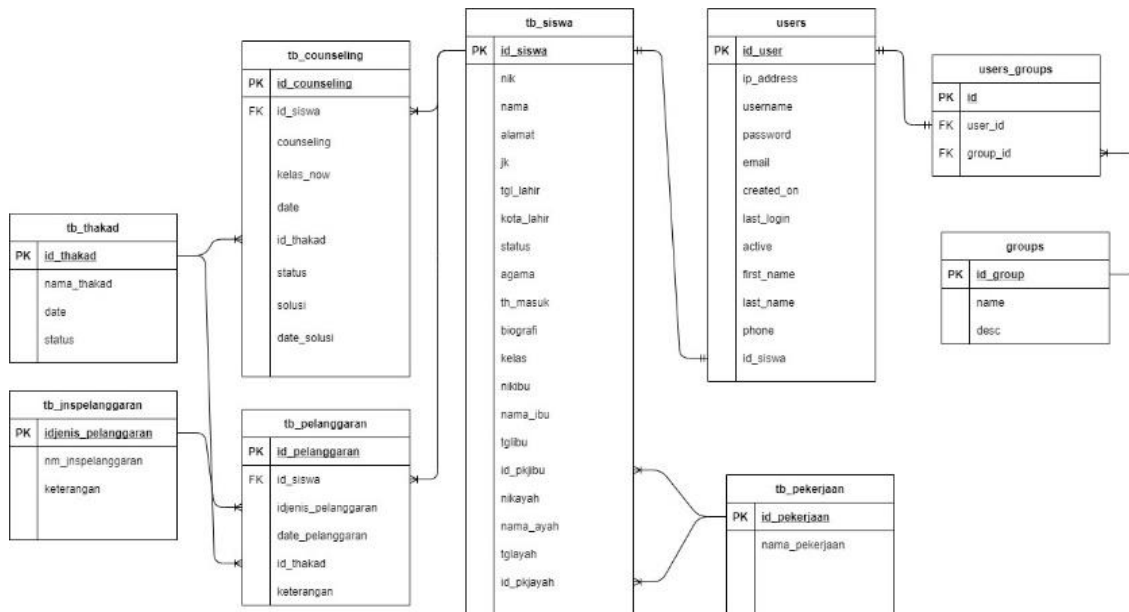 tb_siswa
PK id_siswa
nik
nama
alamat
jk
tgl_lahir
kota_lahir
status
agama
th_masuk
biografi
kelas
nikibu
nama_ibu
tglibu
id_pkjibu
nikayah
nama_ayah
tglayah
id_pkjayah
users
PK id_user
ip_address
username
password
email
created_on
last_login
active
first_name
last_name
phone
id_siswa
tb_counseling
PK id_counseling
FK id_siswa
counseling
kelas_now
date
id_thakad
status
solusi
date_solusi
users_groups
PK id
FK user_id
FK group_id
tb_thakad
PK id_thakad
nama_thakad
date
status
groups
PK id_group
name
desc
tb_jnspelanggaran
PK idjenis_pelanggaran
nm_jnspelanggaran
keterangan
tb_pelanggaran
PK id_pelanggaran
FK id_siswa
idjenis_pelanggaran
date_pelanggaran
id_thakad
keterangan
tb_pekerjaan
PK id_pekerjaan
nama_pekerjaan